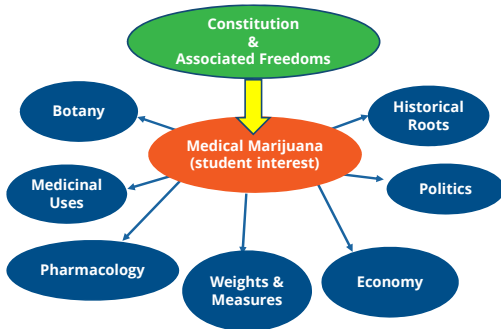 Constitution
&
Associated Freedoms
Botany
Historical
Roots
Medical Marijuana
(student interest)
Medicinal
Uses
Politics
Pharmacology
Weights &
Measures
Economy